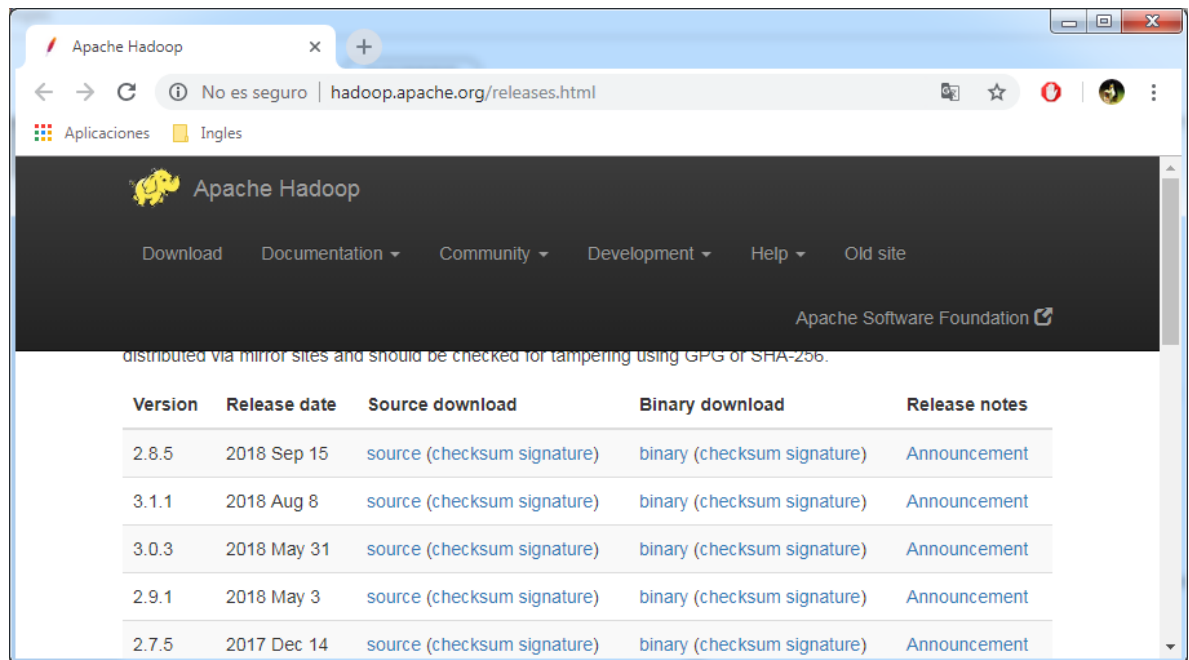 Apache Hadoop
No es seguro | hadoop.apache.org/releases.html
Aplicaciones Ingles
Apache Hadoop
Download Documentation Community Development Help Old site
Apache Software Foundation
distributed via mirror sites and should be checked for tampering using GPG or SHA-256.
Version Release date Source download Binary download Release notes
2.8.5 2018 Sep 15 source (checksum signature) binary (checksum signature) Announcement
3.1.1 2018 Aug 8 source (checksum signature) binary (checksum signature) Announcement
3.0.3 2018 May 31 source (checksum signature) binary (checksum signature) Announcement
2.9.1 2018 May 3 source (checksum signature) binary (checksum signature) Announcement
2.7.5 2017 Dec 14 source (checksum signature) binary (checksum signature) Announcement